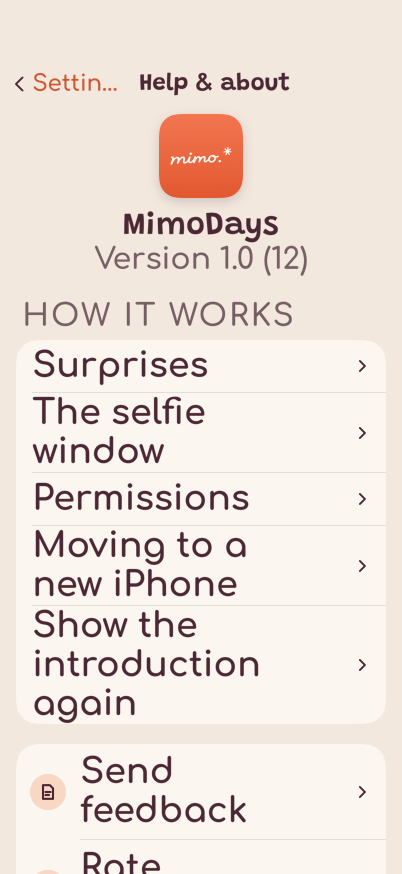 Settin...
Help & about
mimo.*
MimoDays
Version 1.0 (12)
HOW IT WORKS
Surprises
The selfie
window
Permissions
Moving to a
new iPhone
Show the
introduction
again
Send
feedback
Rate